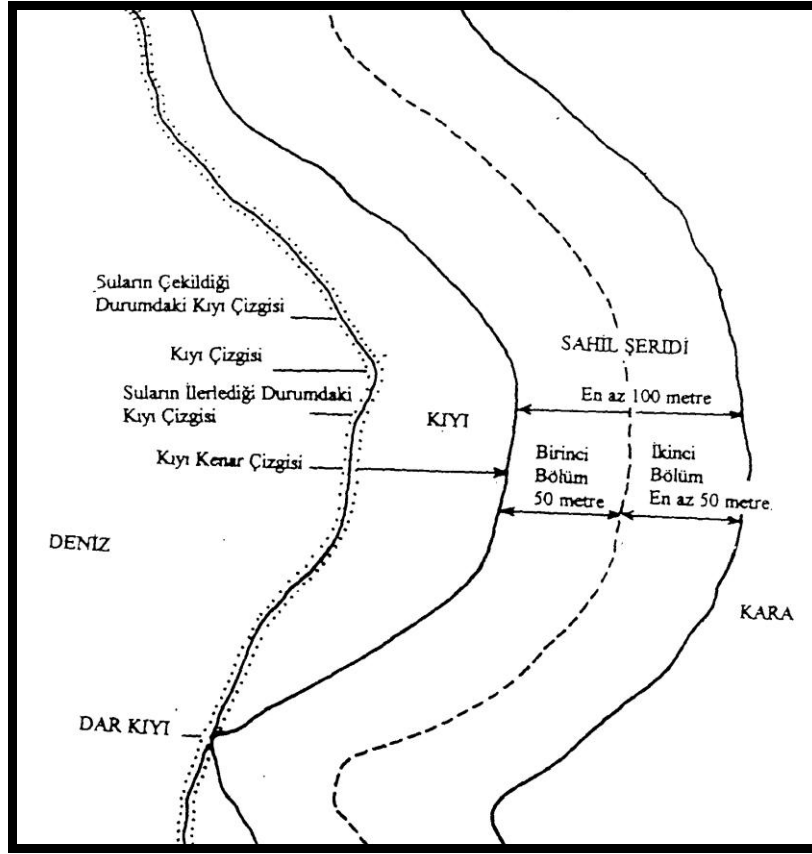 Suların Çekildiği
Durumdaki Kıyı Çizgisi
Kıyı Çizgisi
Suların İlerlediği Durumdaki
Kıyı Çizgisi
Kıyı Kenar Çizgisi
DENİZ
DAR KIYI
KIYI
SAHİL ŞERİDİ
En az 100 metre
Birinci
Bölüm
50 metre
İkinci
Bölüm
En az 50 metre
KARA